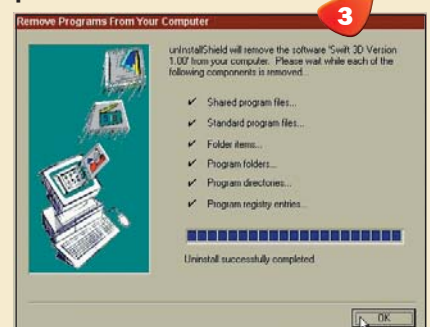 Remove Programs From Your Computer
3
unInstallShield will remove the software 'Swift 3D Version
1.00' from your computer. Please wait while each of the
following components is removed...
✔ Shared program files...
✔ Standard program files...
✔ Folder items...
✔ Program folders...
✔ Program directories...
✔ Program registry entries...
Uninstall successfully completed.
OK